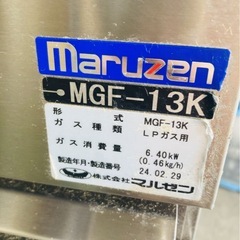 maruzen
MGF-13K
形 式 MGF-13K
ガス種類 LPガス用
ガス消費量 6.40kW
(0.46kg/h)
製造年月・製造番号 24.02.29
株式会社 マルゼン